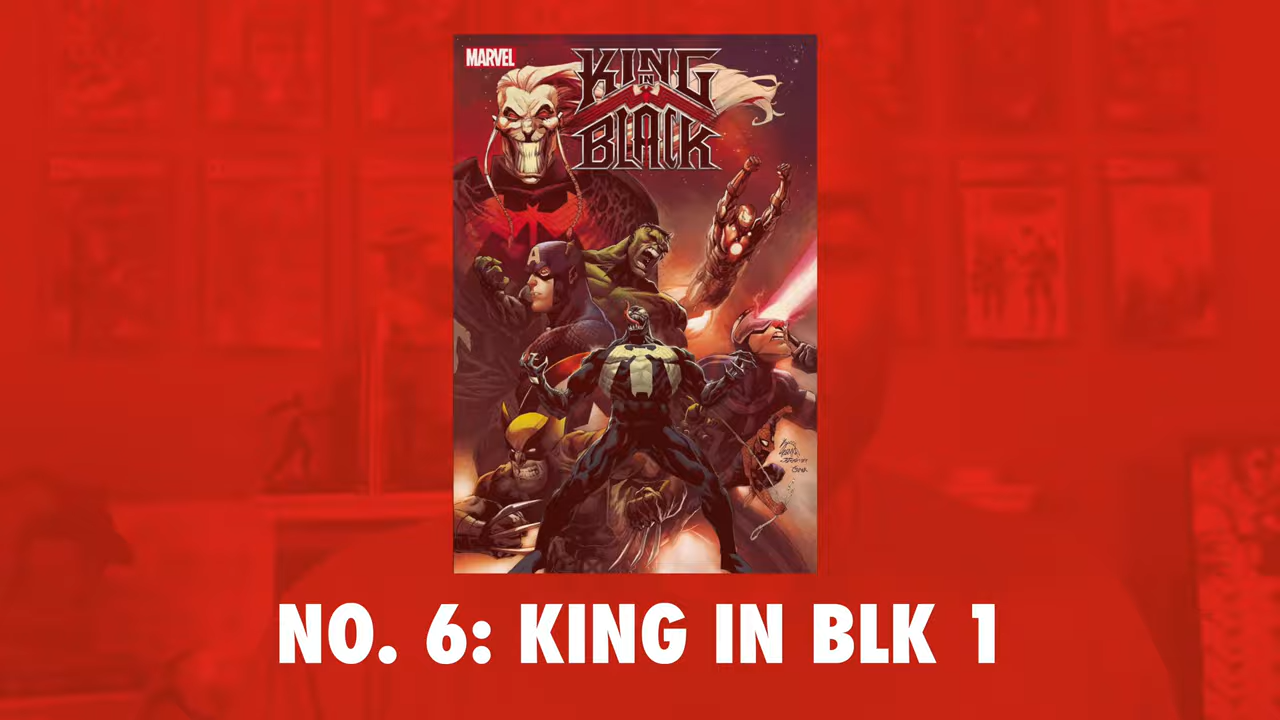 MARVEL
KING
IN
BLACK
NO. 6: KING IN BLK 1